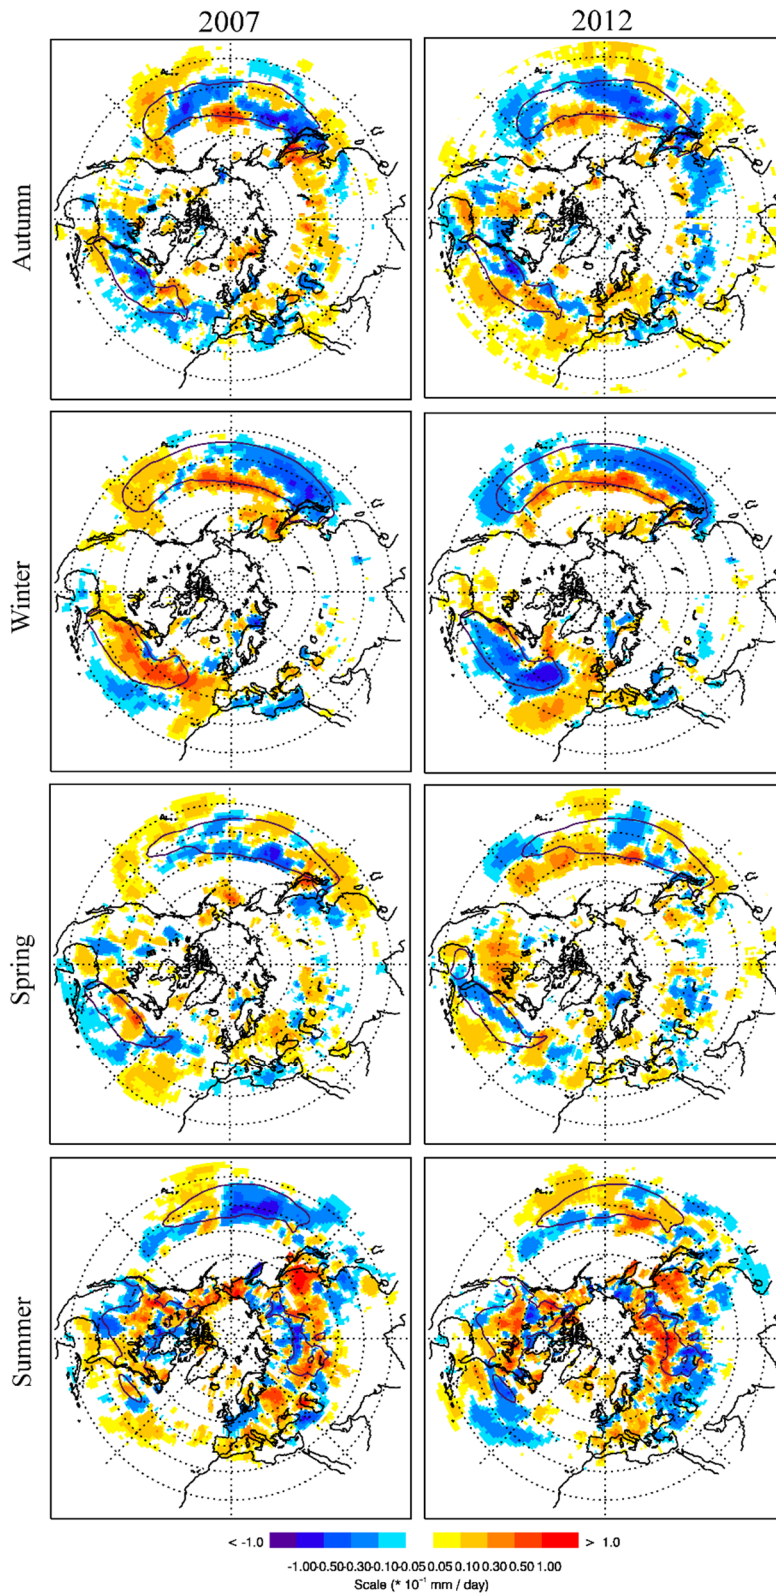 2007 2012
Autumn
Winter
Spring
Summer
< -1.0 > 1.0
-1.00-0.50-0.30-0.10-0.05 0.05 0.10 0.30 0.50 1.00
Scale (* 10⁻¹ mm / day)